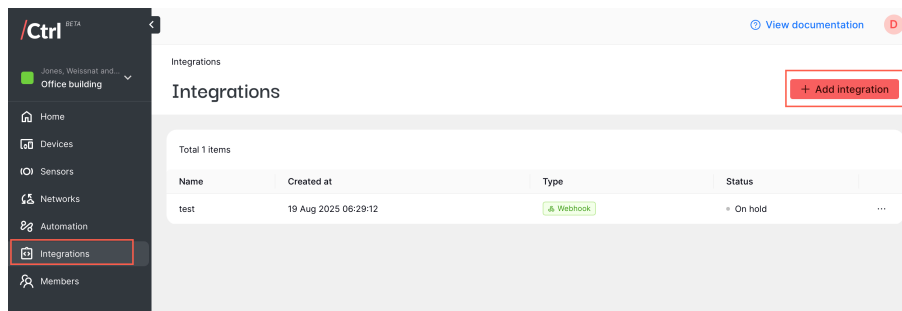 /Ctrl BETA
View documentation
D
Jones, Weissnat and...
Office building
Home
Devices
Sensors
Networks
Automation
Integrations
Members
Integrations
Integrations
+ Add integration
Total 1 items
Name Created at Type Status
test 19 Aug 2025 06:29:12 Webhook On hold ...